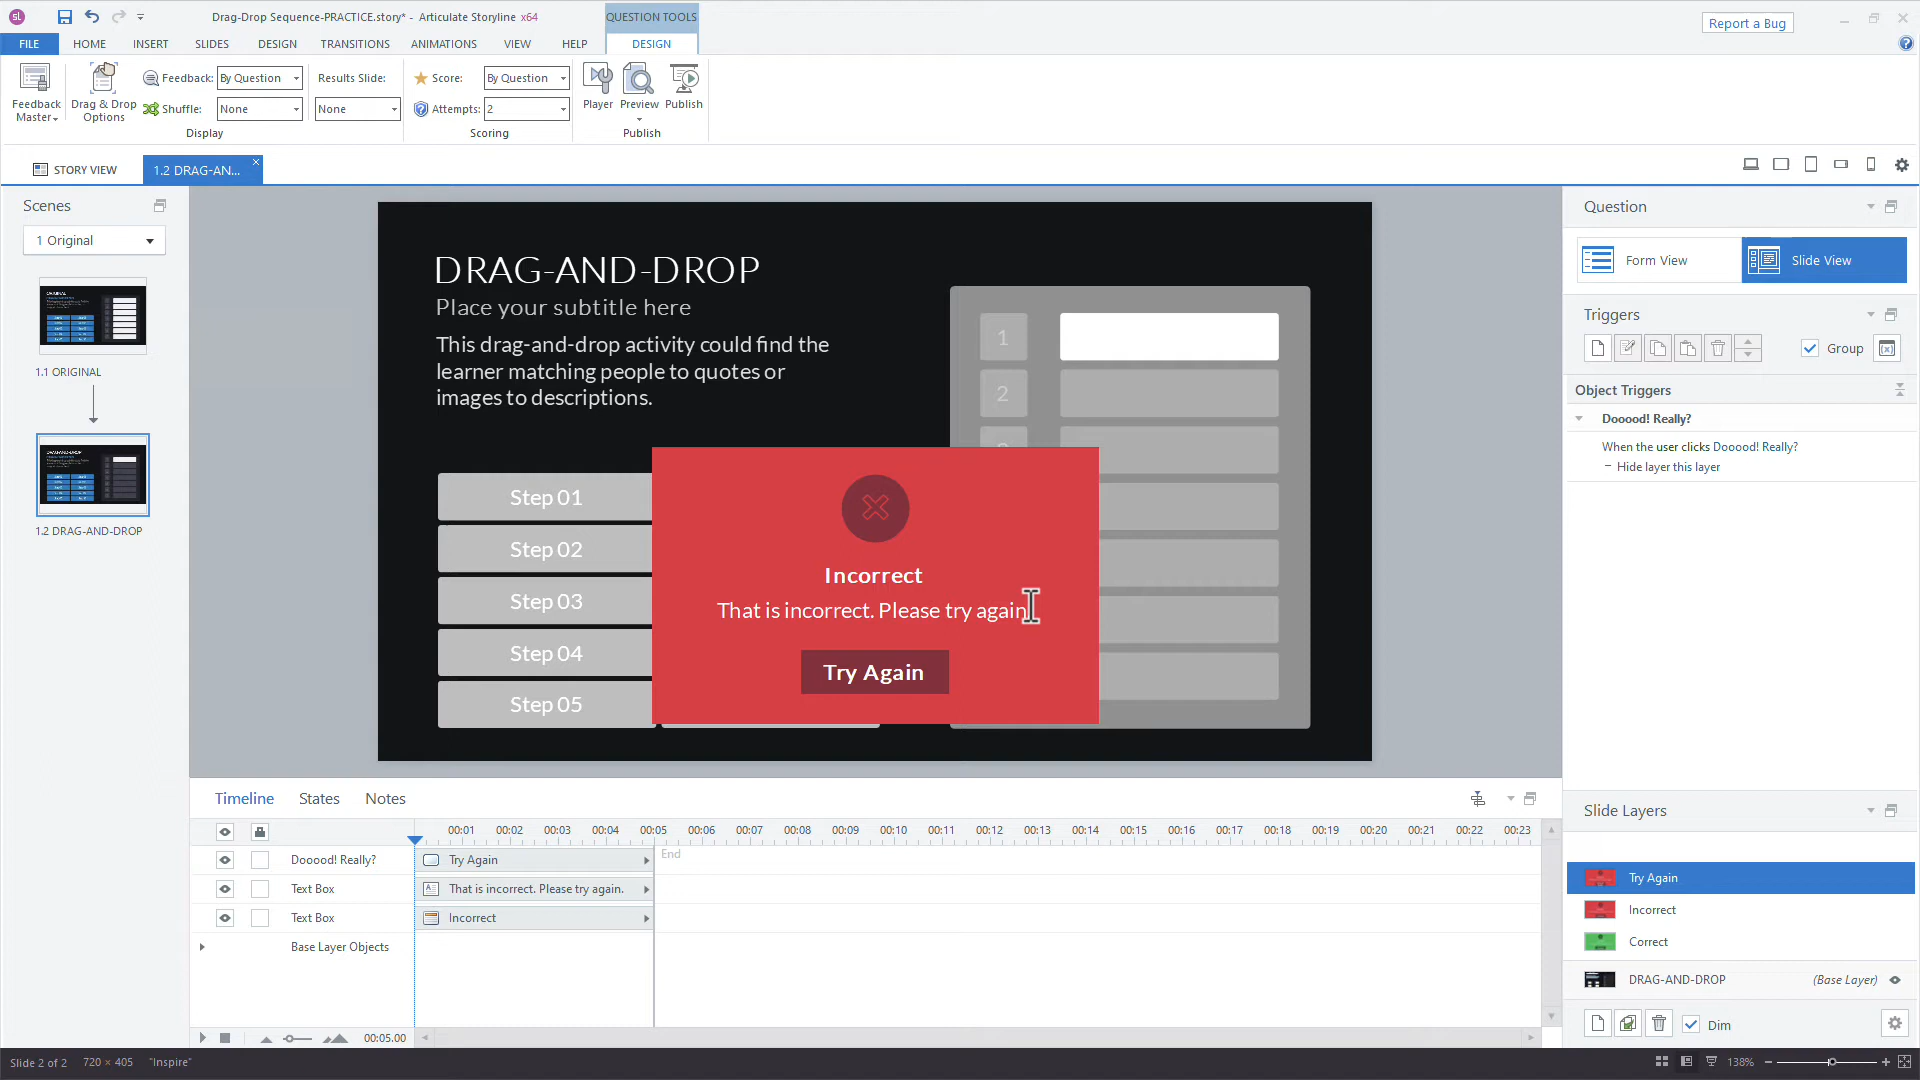 Drag-Drop Sequence-PRACTICE.story* - Articulate Storyline x64
QUESTION TOOLS
Report a Bug
FILE
HOME
INSERT
SLIDES
DESIGN
TRANSITIONS
ANIMATIONS
VIEW
HELP
DESIGN
Feedback Master
Drag & Drop Options
Feedback: By Question
Shuffle: None
Results Slide:
None
Score: By Question
Attempts: 2
Player
Preview
Publish
Display
Scoring
Publish
STORY VIEW
1.2 DRAG-AN...
Scenes
1 Original
1.1 ORIGINAL
1.2 DRAG-AND-DROP
DRAG-AND-DROP
Place your subtitle here
This drag-and-drop activity could find the
learner matching people to quotes or
images to descriptions.
1
2
Step 01
Step 02
Step 03
Step 04
Step 05
Incorrect
That is incorrect. Please try again
Try Again
Question
Form View
Slide View
Triggers
Group
Object Triggers
Dooood! Really?
When the user clicks Dooood! Really?
Hide layer this layer
Timeline
States
Notes
00:01 00:02 00:03 00:04 00:05 00:06 00:07 00:08 00:09 00:10 00:11 00:12 00:13 00:14 00:15 00:16 00:17 00:18 00:19 00:20 00:21 00:22 00:23
Dooood! Really? Try Again End
Text Box That is incorrect. Please try again.
Text Box Incorrect
Base Layer Objects
00:05.00
Slide Layers
Try Again
Incorrect
Correct
DRAG-AND-DROP (Base Layer)
Dim
Slide 2 of 2 720 × 405 "Inspire"
138%